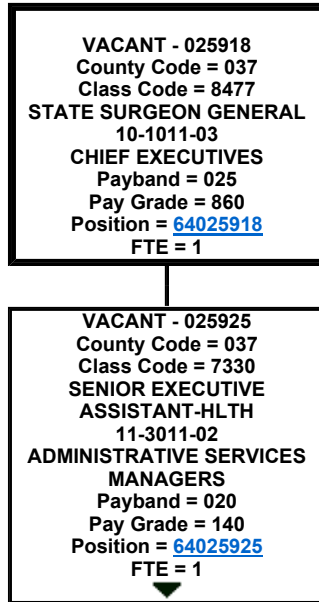 VACANT - 025918
County Code = 037
Class Code = 8477
STATE SURGEON GENERAL
10-1011-03
CHIEF EXECUTIVES
Payband = 025
Pay Grade = 860
Position = 64025918
FTE = 1
VACANT - 025925
County Code = 037
Class Code = 7330
SENIOR EXECUTIVE
ASSISTANT-HLTH
11-3011-02
ADMINISTRATIVE SERVICES
MANAGERS
Payband = 020
Pay Grade = 140
Position = 64025925
FTE = 1